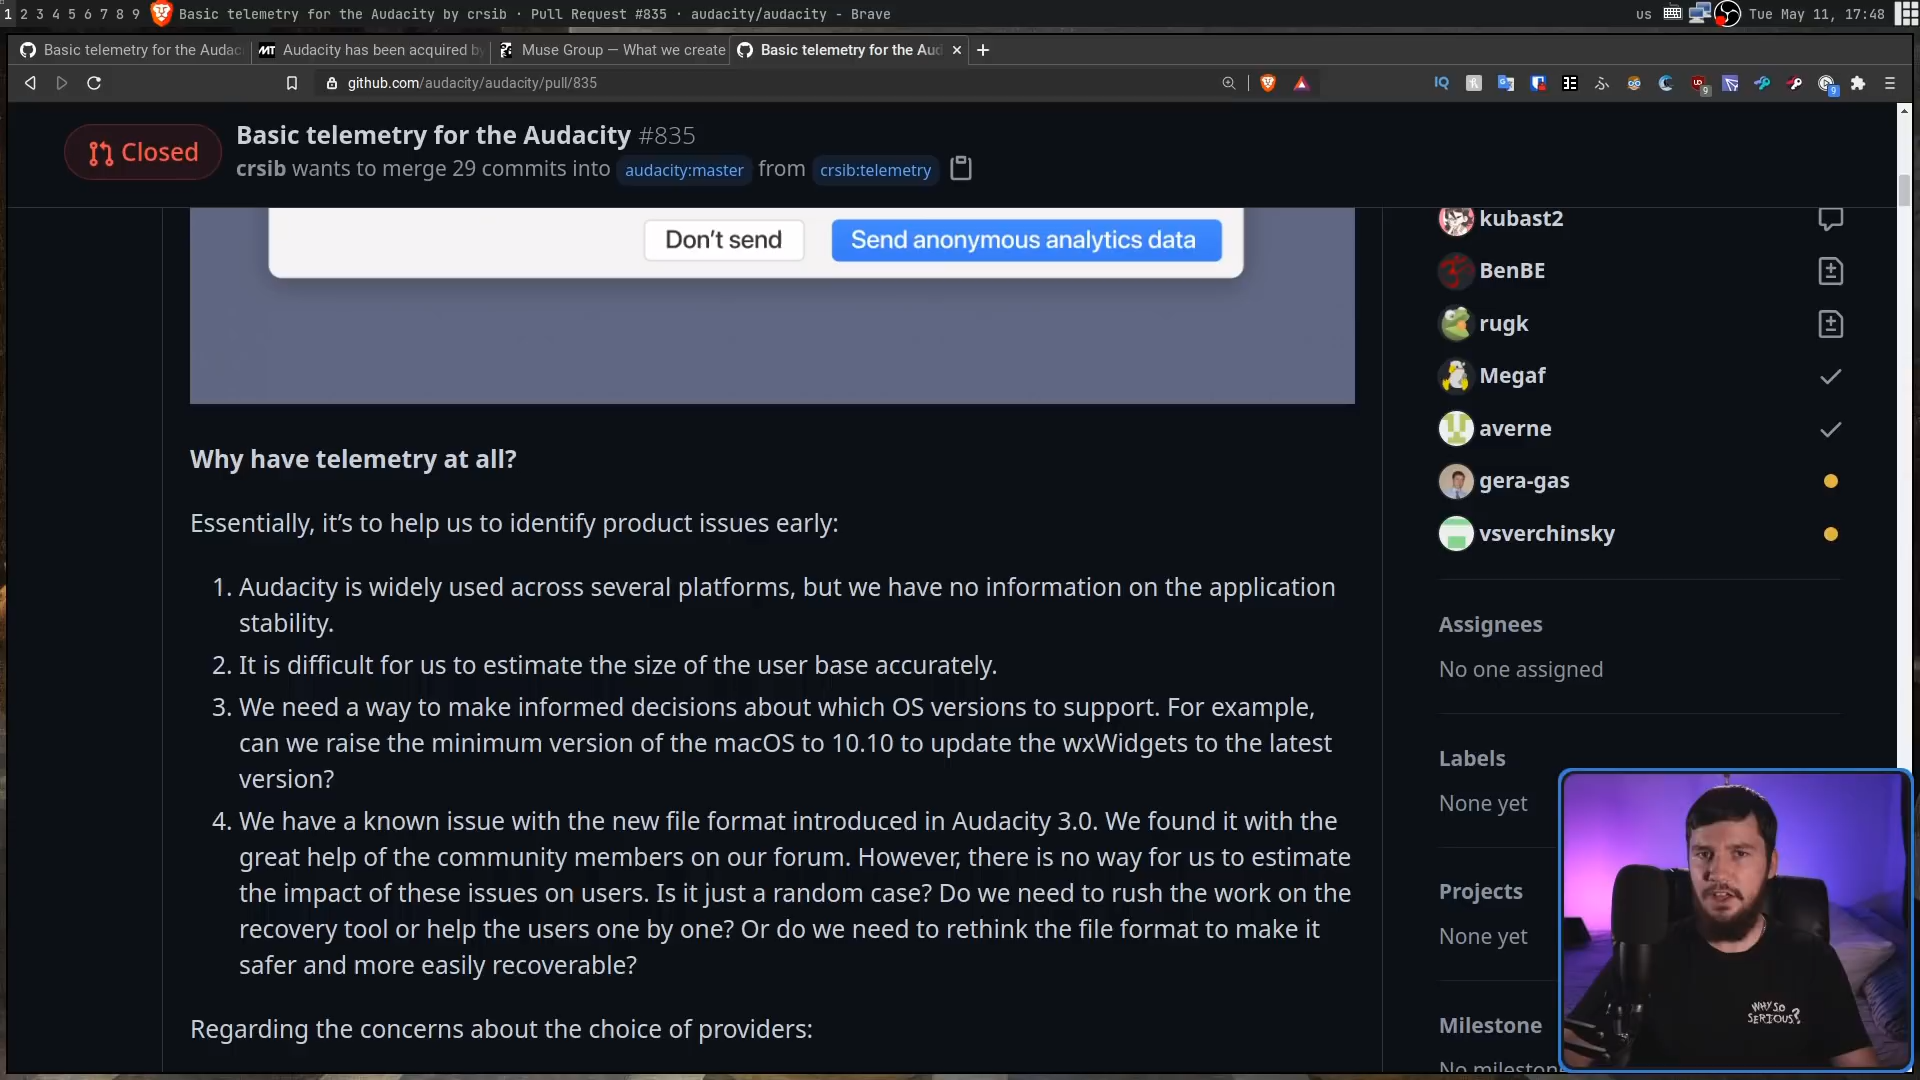 1 2 3 4 5 6 7 8 9 Basic telemetry for the Audacity by crsib · Pull Request #835 · audacity/audacity - Brave
us Tue May 11, 17:48
Basic telemetry for the Audac
Audacity has been acquired by
Muse Group — What we create
Basic telemetry for the Aud
github.com/audacity/audacity/pull/835
Closed
Basic telemetry for the Audacity #835
crsib wants to merge 29 commits into audacity:master from crsib:telemetry
Don't send
Send anonymous analytics data
Why have telemetry at all?
Essentially, it's to help us to identify product issues early:
1. Audacity is widely used across several platforms, but we have no information on the application
stability.
2. It is difficult for us to estimate the size of the user base accurately.
3. We need a way to make informed decisions about which OS versions to support. For example,
can we raise the minimum version of the macOS to 10.10 to update the wxWidgets to the latest
version?
4. We have a known issue with the new file format introduced in Audacity 3.0. We found it with the
great help of the community members on our forum. However, there is no way for us to estimate
the impact of these issues on users. Is it just a random case? Do we need to rush the work on the
recovery tool or help the users one by one? Or do we need to rethink the file format to make it
safer and more easily recoverable?
Regarding the concerns about the choice of providers:
kubast2
BenBE
rugk
Megaf
averne
gera-gas
vsverchinsky
Assignees
No one assigned
Labels
None yet
Projects
None yet
Milestone
No mileston
WHY SO
SERIOUS?